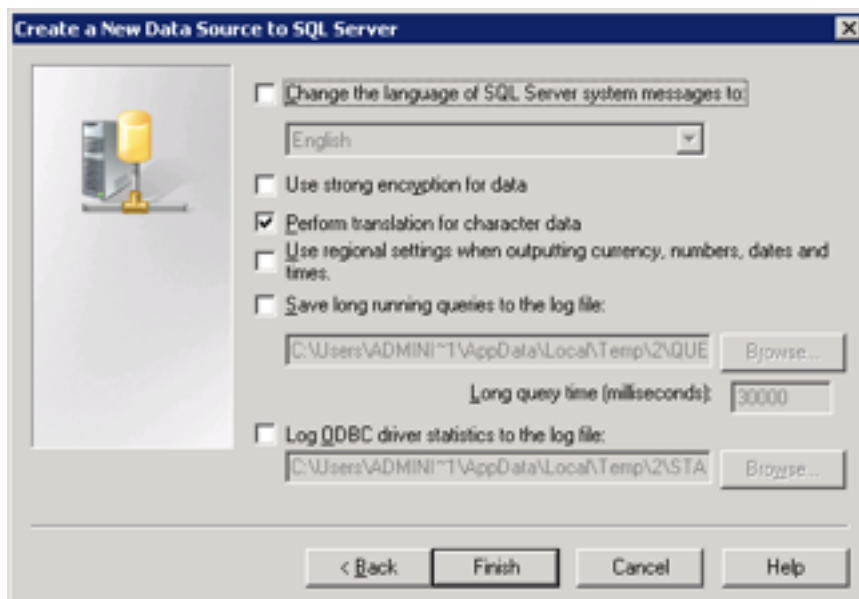 Create a New Data Source to SQL Server
Change the language of SQL Server system messages to:
English
Use strong encryption for data
Perform translation for character data
Use regional settings when outputting currency, numbers, dates and
times.
Save long running queries to the log file:
C:\Users\ADMINI~1\AppData\Local\Temp\2\QUE
Browse...
Long query time (milliseconds):
30000
Log ODBC driver statistics to the log file:
C:\Users\ADMINI~1\AppData\Local\Temp\2\STA
Browse...
< Back
Finish
Cancel
Help